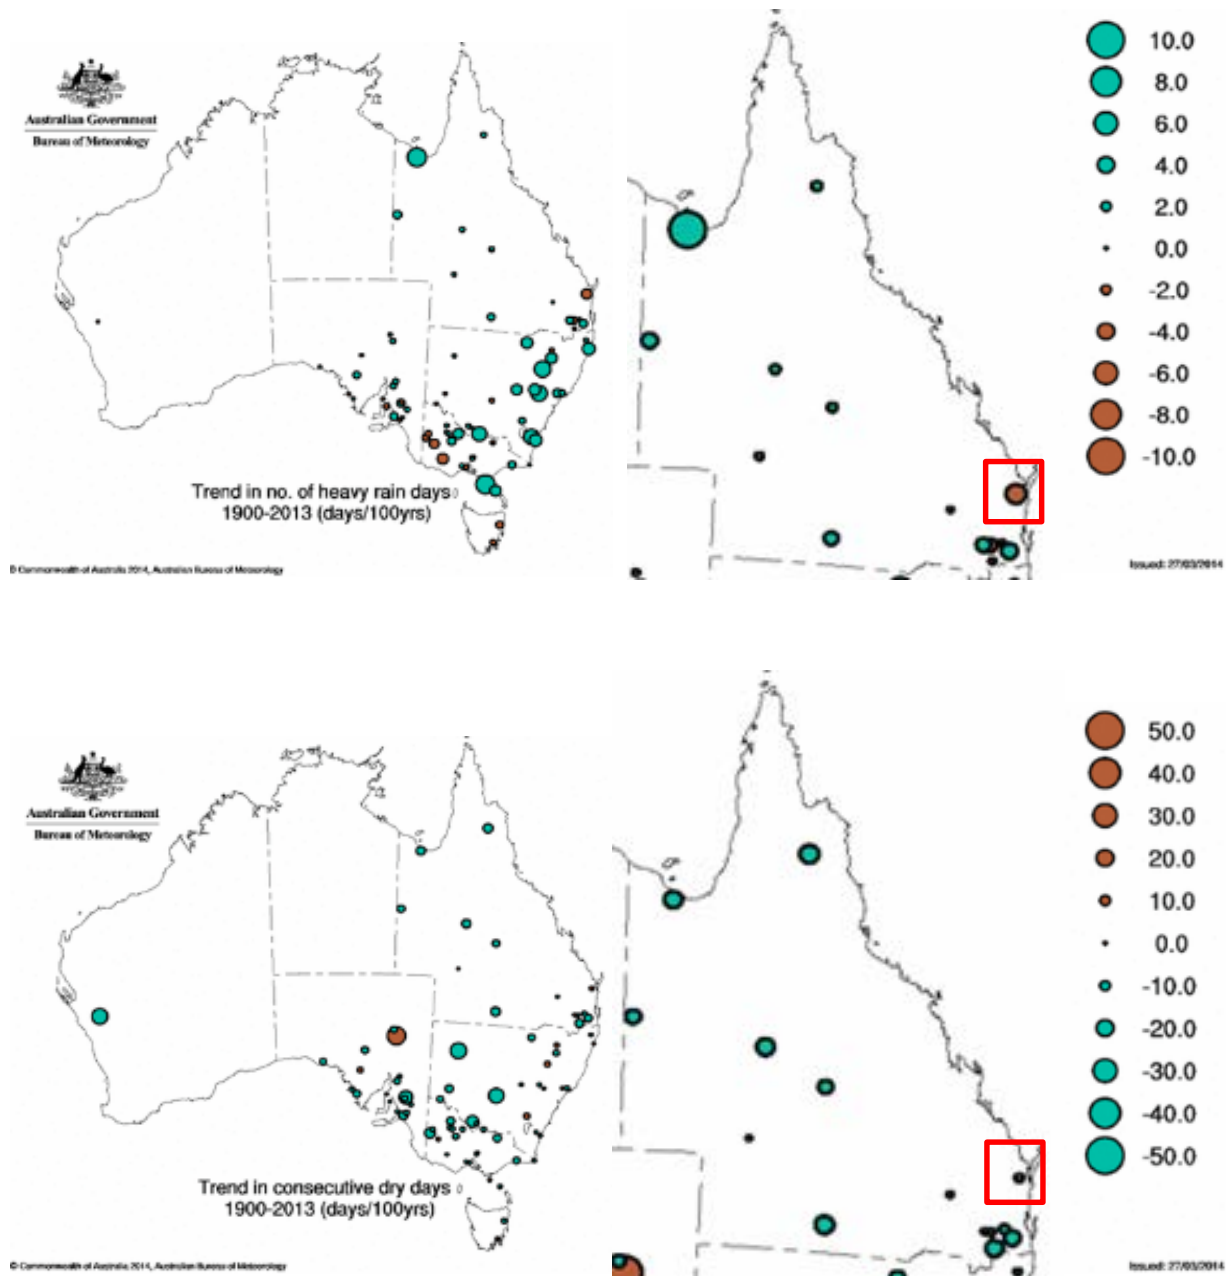 Australian Government
Bureau of Meteorology
Trend in no. of heavy rain days
1900-2013 (days/100yrs)
© Commonwealth of Australia 2014, Australian Bureau of Meteorology
10.0
8.0
6.0
4.0
2.0
0.0
-2.0
-4.0
-6.0
-8.0
-10.0
Issued: 27/03/2014
Australian Government
Bureau of Meteorology
Trend in consecutive dry days
1900-2013 (days/100yrs)
© Commonwealth of Australia 2014, Australian Bureau of Meteorology
50.0
40.0
30.0
20.0
10.0
0.0
-10.0
-20.0
-30.0
-40.0
-50.0
Issued: 27/03/2014